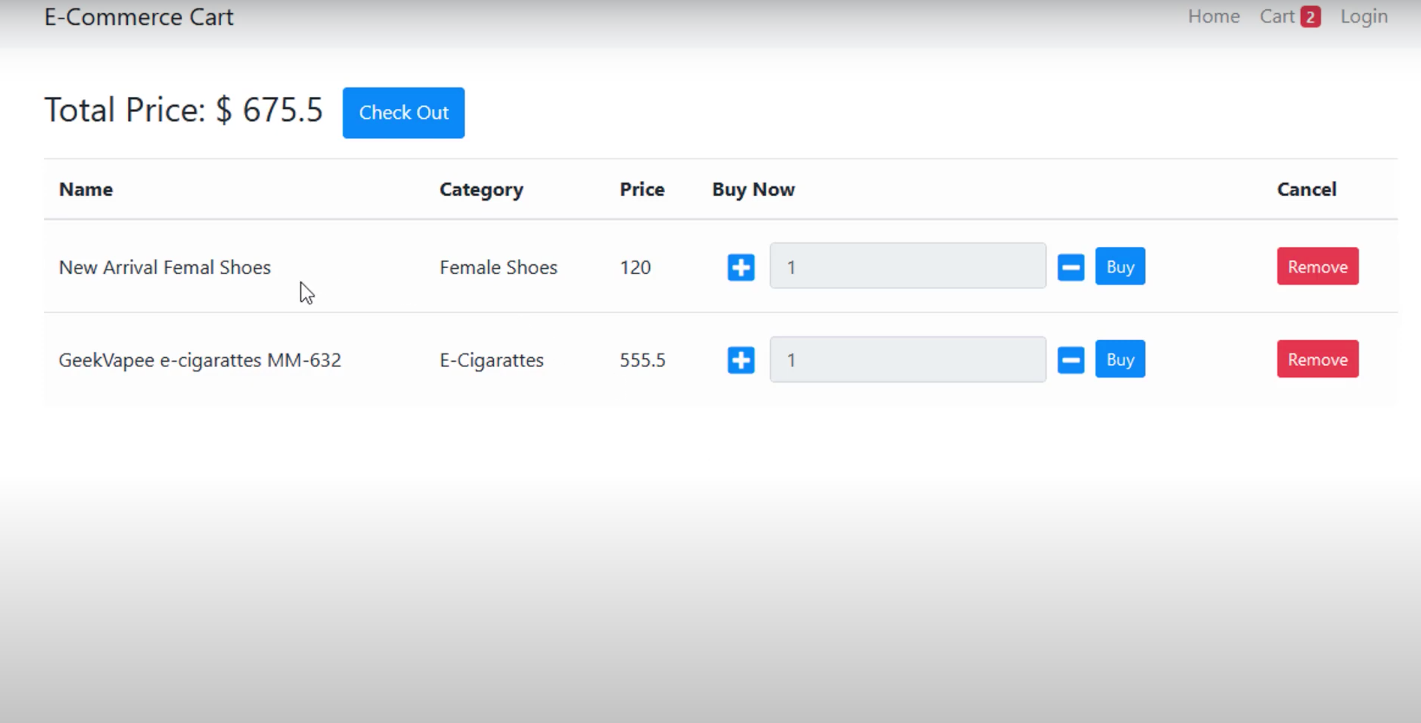 E-Commerce Cart Home Cart 2 Login
Total Price: $ 675.5 Check Out
Name Category Price Buy Now Cancel
New Arrival Femal Shoes Female Shoes 120 1 Buy Remove
GeekVapee e-cigarattes MM-632 E-Cigarattes 555.5 1 Buy Remove